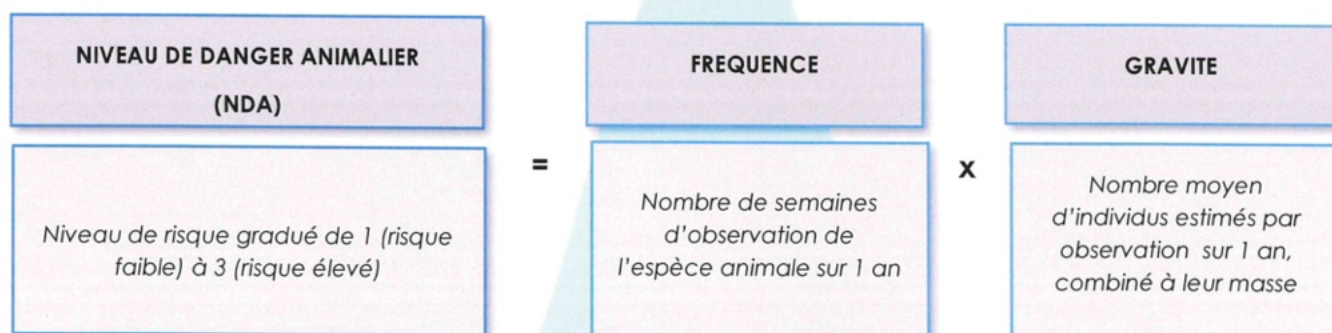 NIVEAU DE DANGER ANIMALIER
(NDA)
=
FREQUENCE
x
GRAVITE
Niveau de risque gradué de 1 (risque
faible) à 3 (risque élevé)
Nombre de semaines
d'observation de
l'espèce animale sur 1 an
Nombre moyen
d'individus estimés par
observation sur 1 an,
combiné à leur masse